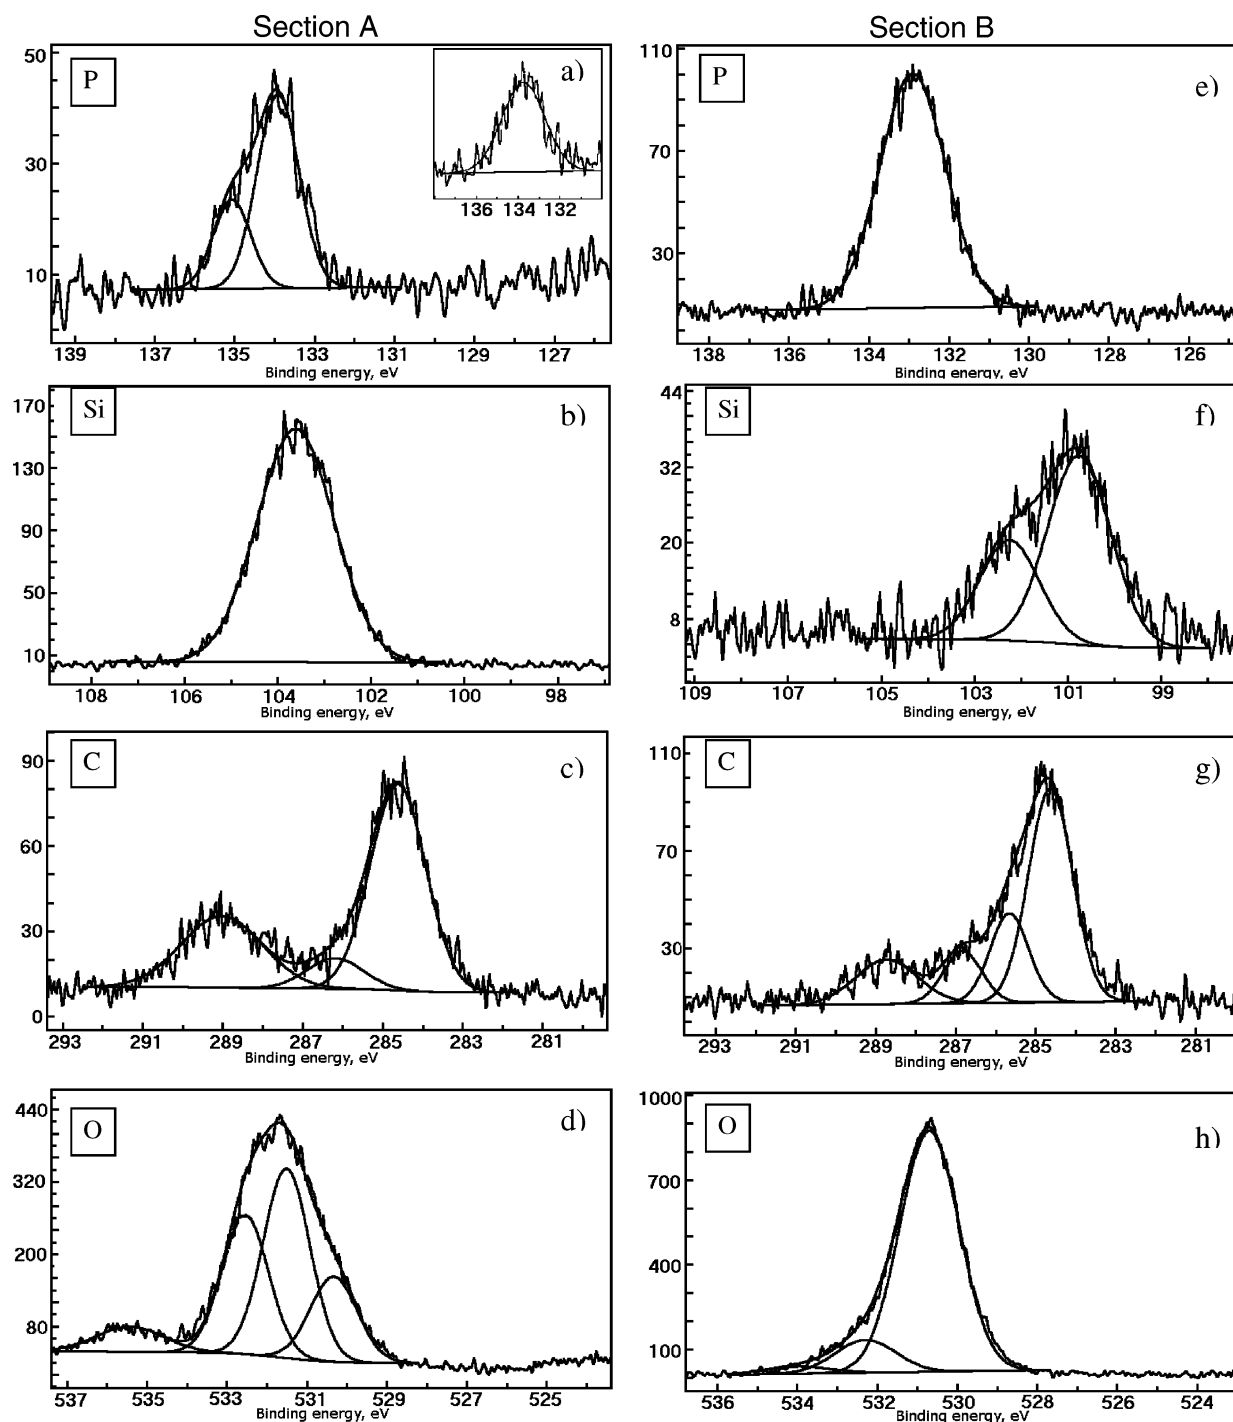 Section A
Section B
P
a)
50
30
10
136 134 132
139 137 135 133 131 129 127
Binding energy, eV
P
e)
110
70
30
138 136 134 132 130 128 126
Binding energy, eV
Si
b)
170
130
90
50
10
108 106 104 102 100 98
Binding energy, eV
Si
f)
44
32
20
8
109 107 105 103 101 99
Binding energy, eV
C
c)
90
60
30
0
293 291 289 287 285 283 281
Binding energy, eV
C
g)
110
70
30
293 291 289 287 285 283 281
Binding energy, eV
O
d)
440
320
200
80
537 535 533 531 529 527 525
Binding energy, eV
O
h)
1000
700
400
100
536 534 532 530 528 526 524
Binding energy, eV